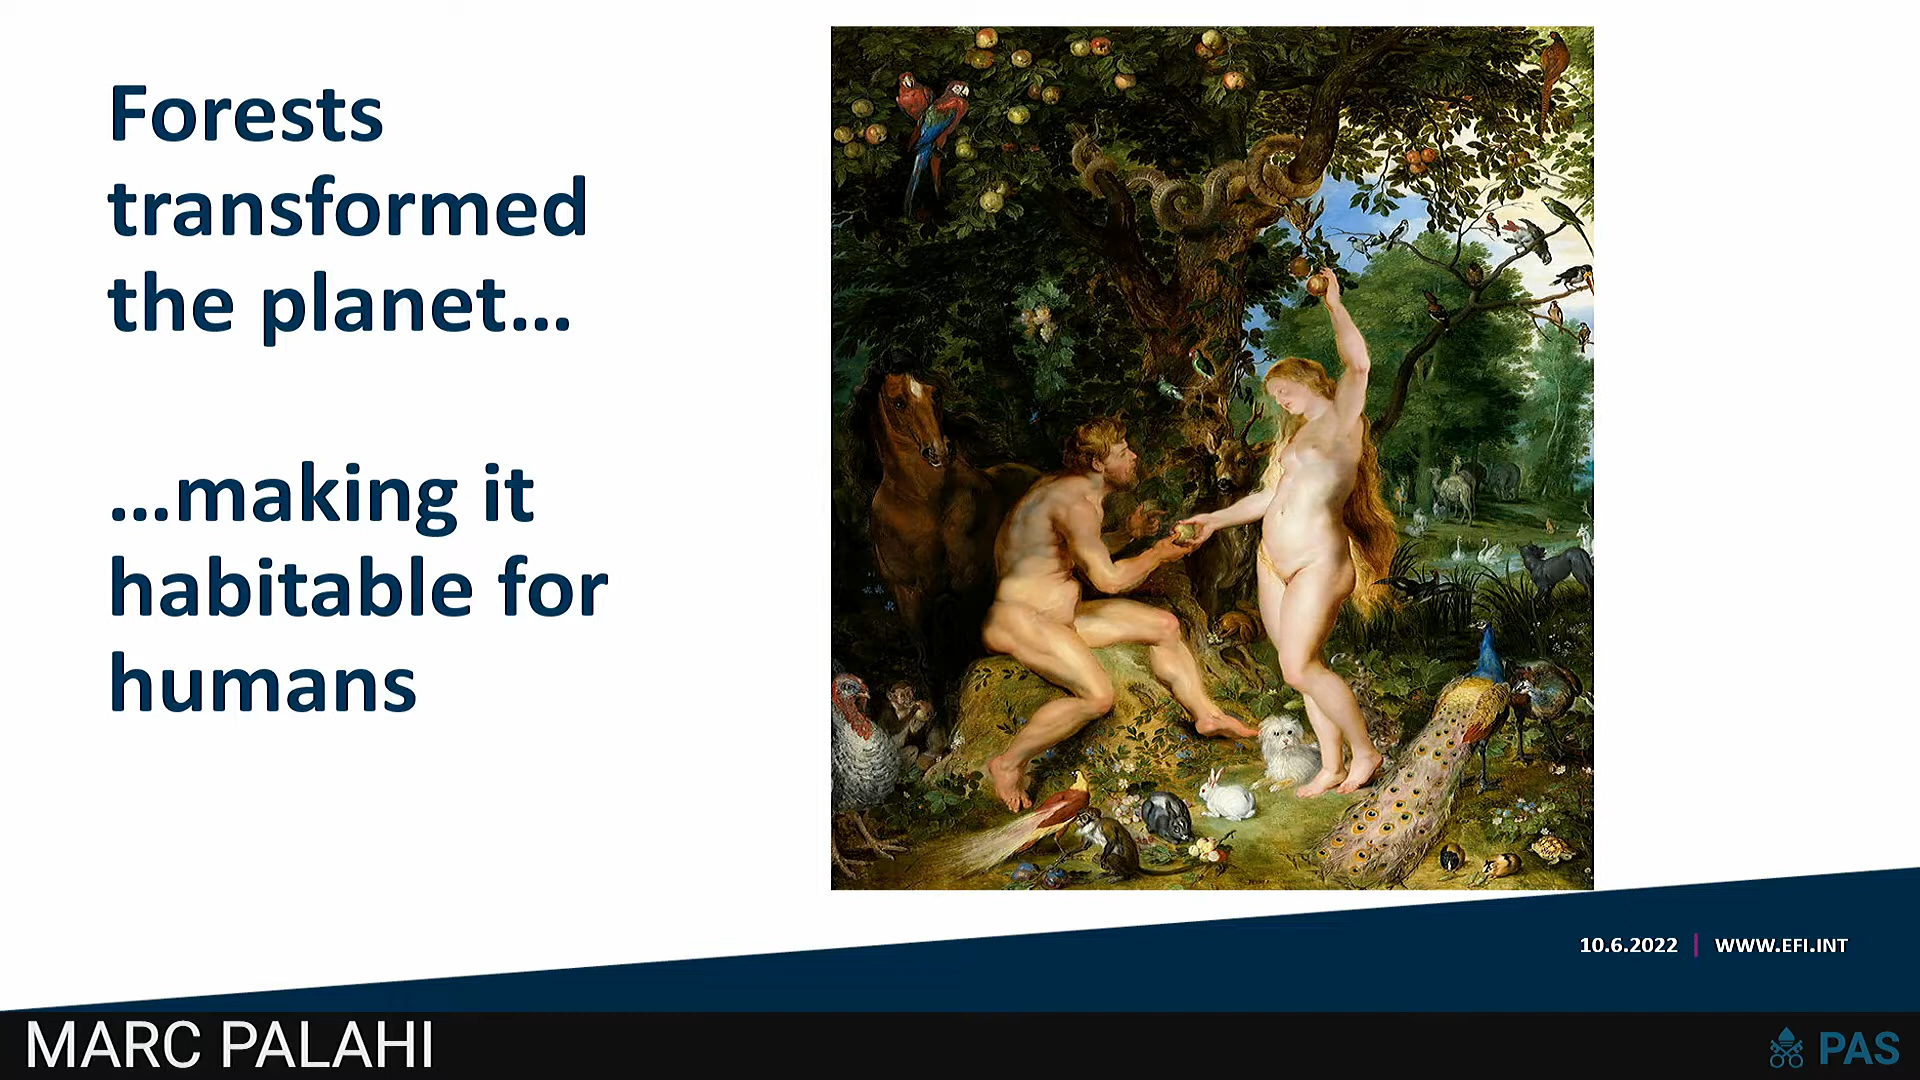 Forests
transformed
the planet...
...making it
habitable for
humans
10.6.2022 | WWW.EFI.INT
MARC PALAHI
PAS